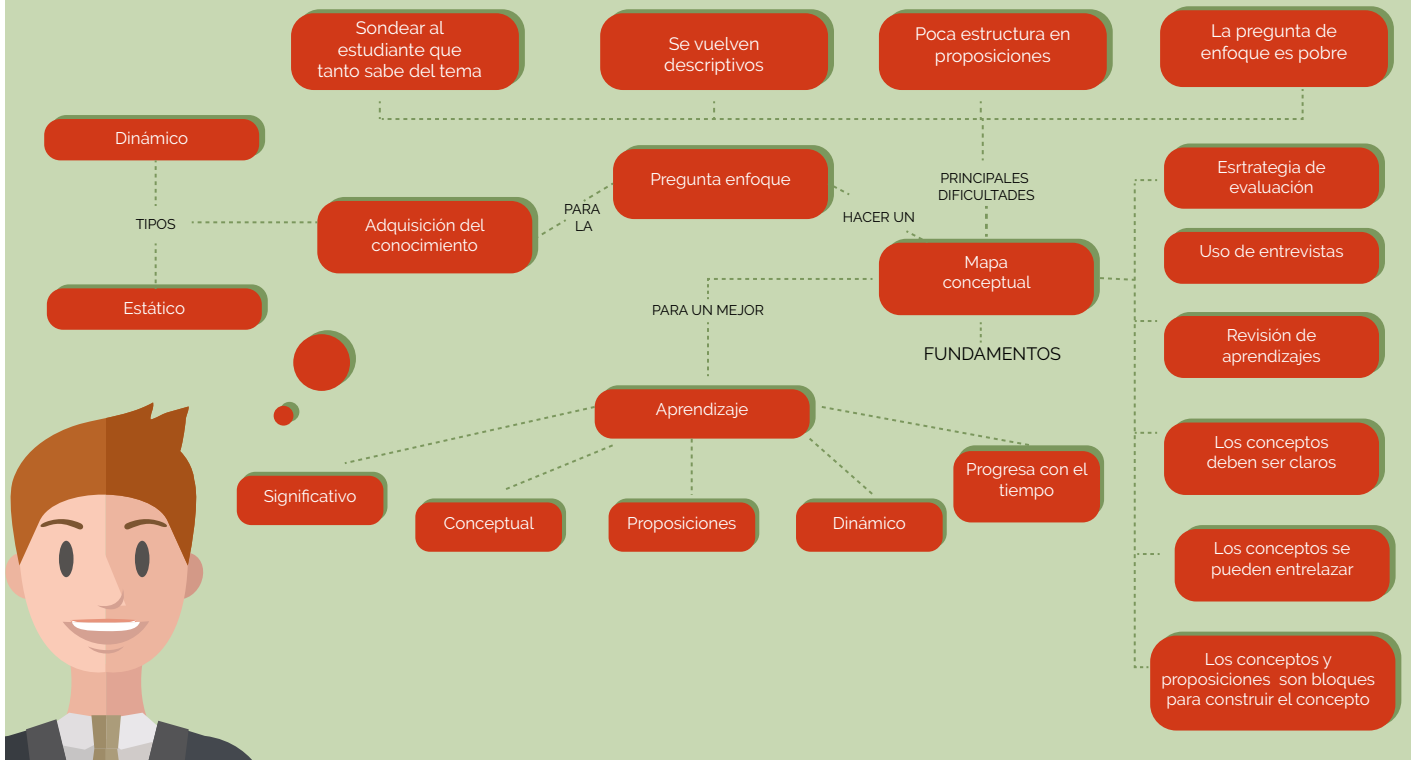 Sondear al
estudiante que
tanto sabe del tema
Se vuelven
descriptivos
Poca estructura en
proposiciones
La pregunta de
enfoque es pobre
Dinámico
TIPOS
Estático
Adquisición del
conocimiento
PARA
LA
Pregunta enfoque
HACER UN
PRINCIPALES
DIFICULTADES
Mapa
conceptual
PARA UN MEJOR
FUNDAMENTOS
Aprendizaje
Significativo
Conceptual
Proposiciones
Dinámico
Progresa con el
tiempo
Esrtrategia de
evaluación
Uso de entrevistas
Revisión de
aprendizajes
Los conceptos
deben ser claros
Los conceptos se
pueden entrelazar
Los conceptos y
proposiciones son bloques
para construir el concepto